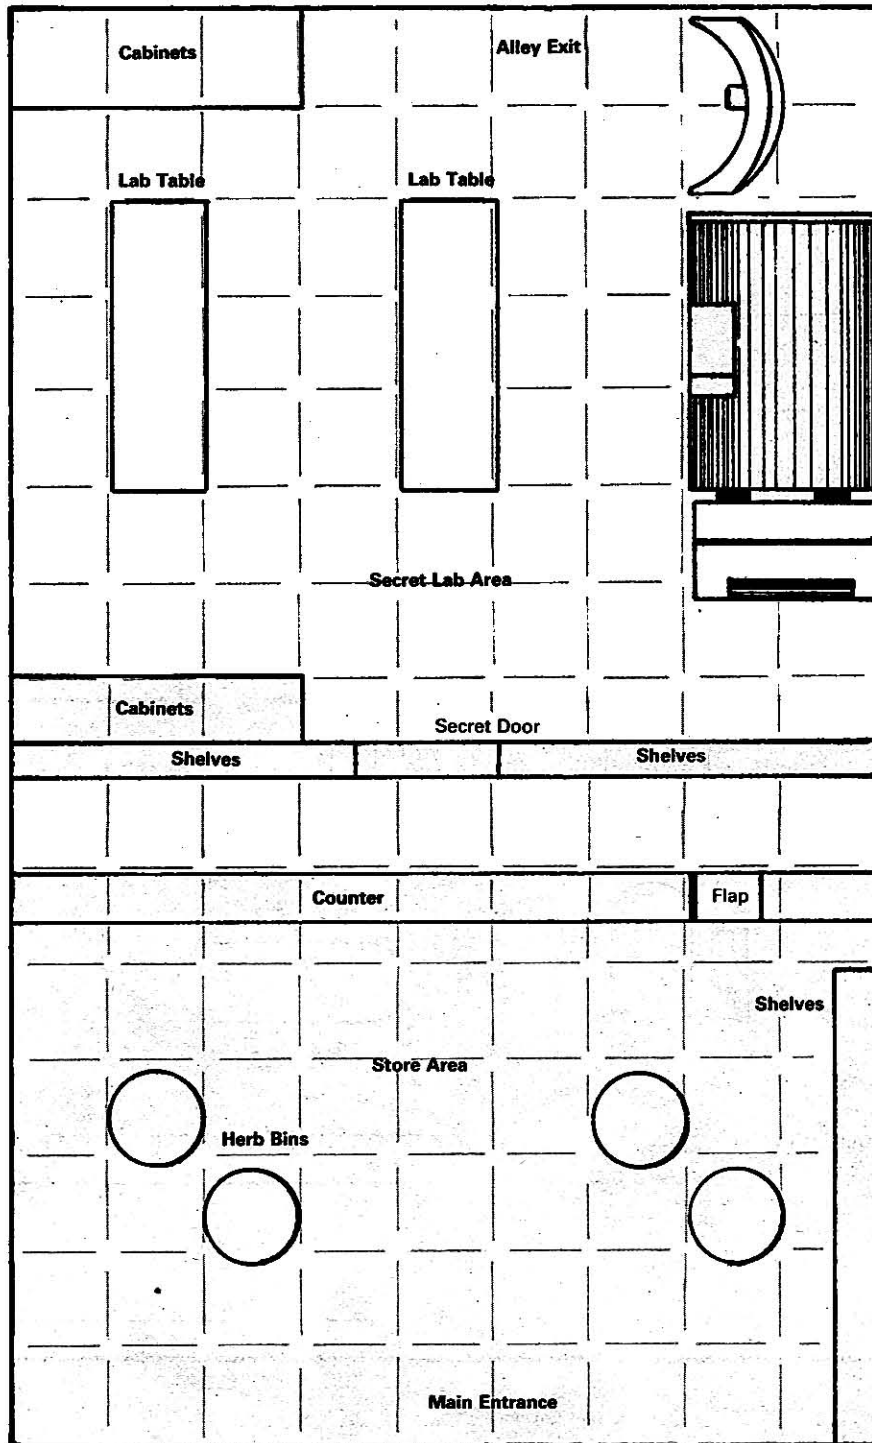 Cabinets
Alley Exit
Lab Table
Lab Table
Secret Lab Area
Cabinets
Secret Door
Shelves
Shelves
Counter
Flap
Shelves
Store Area
Herb Bins
Main Entrance